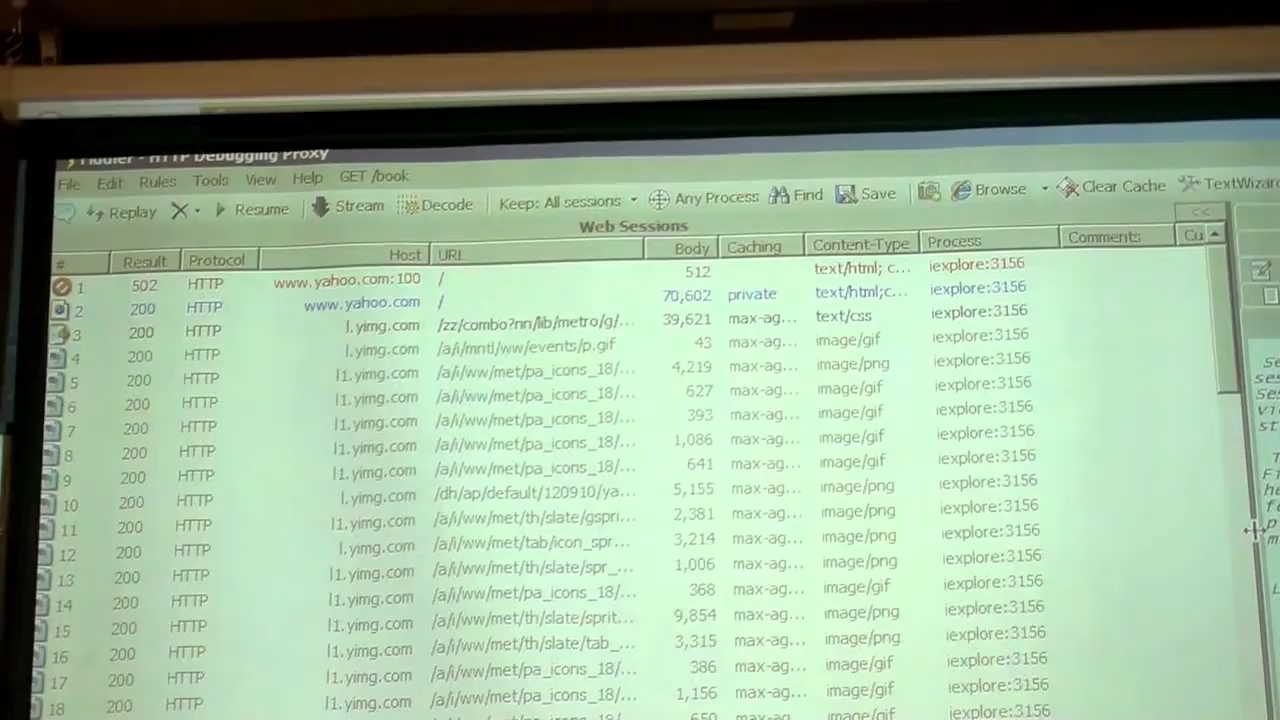 Fiddler - HTTP Debugging Proxy
File Edit Rules Tools View Help GET /book
Replay Resume Stream Decode Keep: All sessions Any Process Find Save Browse Clear Cache TextWizard
Web Sessions <<
# Result Protocol Host URL Body Caching Content-Type Process Comments Cu
1 502 HTTP www.yahoo.com:100 / 512 text/html; c... iexplore:3156
2 200 HTTP www.yahoo.com / 70,602 private text/html;c... iexplore:3156
3 200 HTTP l.yimg.com /zz/combo?nn/lib/metro/g/... 39,621 max-ag... text/css iexplore:3156
4 200 HTTP l.yimg.com /a/i/mntl/ww/events/p.gif 43 max-ag... image/gif iexplore:3156
5 200 HTTP l1.yimg.com /a/i/ww/met/pa_icons_18/... 4,219 max-ag... image/png iexplore:3156
6 200 HTTP l1.yimg.com /a/i/ww/met/pa_icons_18/... 627 max-ag... image/gif iexplore:3156
7 200 HTTP l1.yimg.com /a/i/ww/met/pa_icons_18/... 393 max-ag... image/gif iexplore:3156
8 200 HTTP l1.yimg.com /a/i/ww/met/pa_icons_18/... 1,086 max-ag... image/gif iexplore:3156
9 200 HTTP l1.yimg.com /a/i/ww/met/pa_icons_18/... 641 max-ag... image/gif iexplore:3156
10 200 HTTP l.yimg.com /dh/ap/default/120910/ya... 5,155 max-ag... image/png iexplore:3156
11 200 HTTP l1.yimg.com /a/i/ww/met/th/slate/gspri... 2,381 max-ag... image/png iexplore:3156
12 200 HTTP l.yimg.com /a/i/ww/met/tab/icon_spr... 3,214 max-ag... image/png iexplore:3156
13 200 HTTP l1.yimg.com /a/i/ww/met/th/slate/spr_... 1,006 max-ag... image/png iexplore:3156
14 200 HTTP l1.yimg.com /a/i/ww/met/pa_icons_18/... 368 max-ag... image/gif iexplore:3156
15 200 HTTP l1.yimg.com /a/i/ww/met/th/slate/sprit... 9,854 max-ag... image/png iexplore:3156
16 200 HTTP l1.yimg.com /a/i/ww/met/th/slate/tab_... 3,315 max-ag... image/png iexplore:3156
17 200 HTTP l1.yimg.com /a/i/ww/met/pa_icons_18/... 386 max-ag... image/gif iexplore:3156
18 200 HTTP l1.yimg.com /a/i/ww/met/pa_icons_18/... 1,156 max-ag... image/gif iexplore:3156